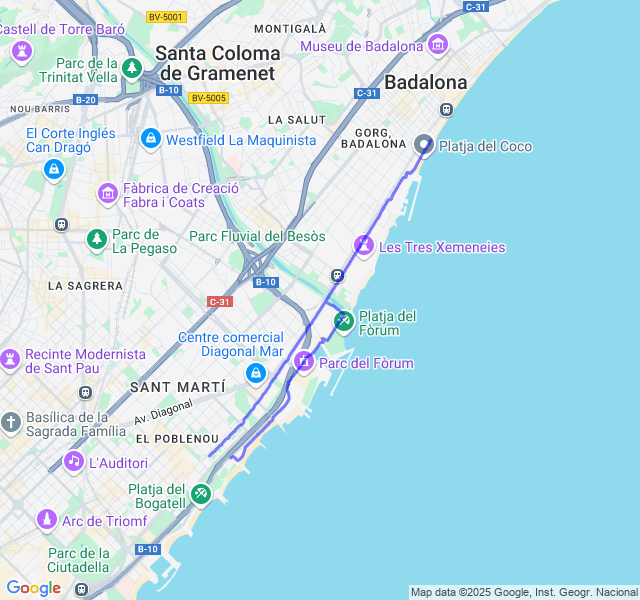 BV-5001
C-31
MONTIGALÀ
Castell de Torre Baró
Museu de Badalona
Santa Coloma
de Gramenet
Parc de la
Trinitat Vella
Badalona
B-10
C-31
B-20
BV-5005
NOU BARRIS
LA SALUT
El Corte Inglés
Can Dragó
Westfield La Maquinista
GORG,
BADALONA
Platja del Coco
Fàbrica de Creació
Fabra i Coats
Parc de
La Pegaso
Parc Fluvial del Besòs
Les Tres Xemeneies
LA SAGRERA
B-10
C-31
Platja del
Fòrum
Centre comercial
Diagonal Mar
Recinte Modernista
de Sant Pau
Parc del Fòrum
SANT MARTÍ
Av. Diagonal
Basílica de la
Sagrada Família
EL POBLENOU
L'Auditori
Platja del
Bogatell
Arc de Triomf
B-10
Parc de la
Ciutadella
Google
Map data ©2025 Google, Inst. Geogr. Nacional